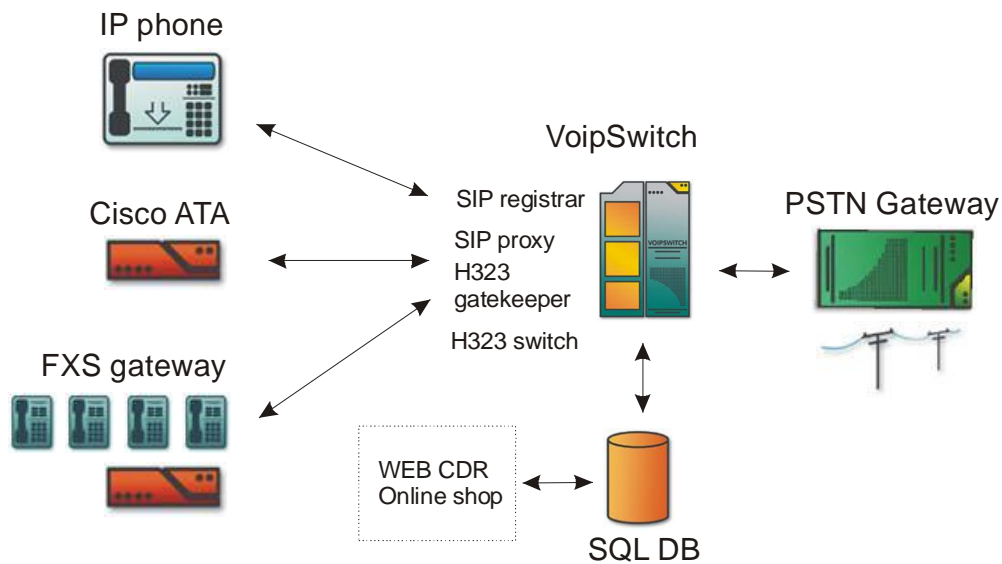 IP phone
VoipSwitch
SIP registrar
Cisco ATA
PSTN Gateway
SIP proxy
VOIPSWITCH
H323
gatekeeper
H323 switch
FXS gateway
WEB CDR
Online shop
SQL DB